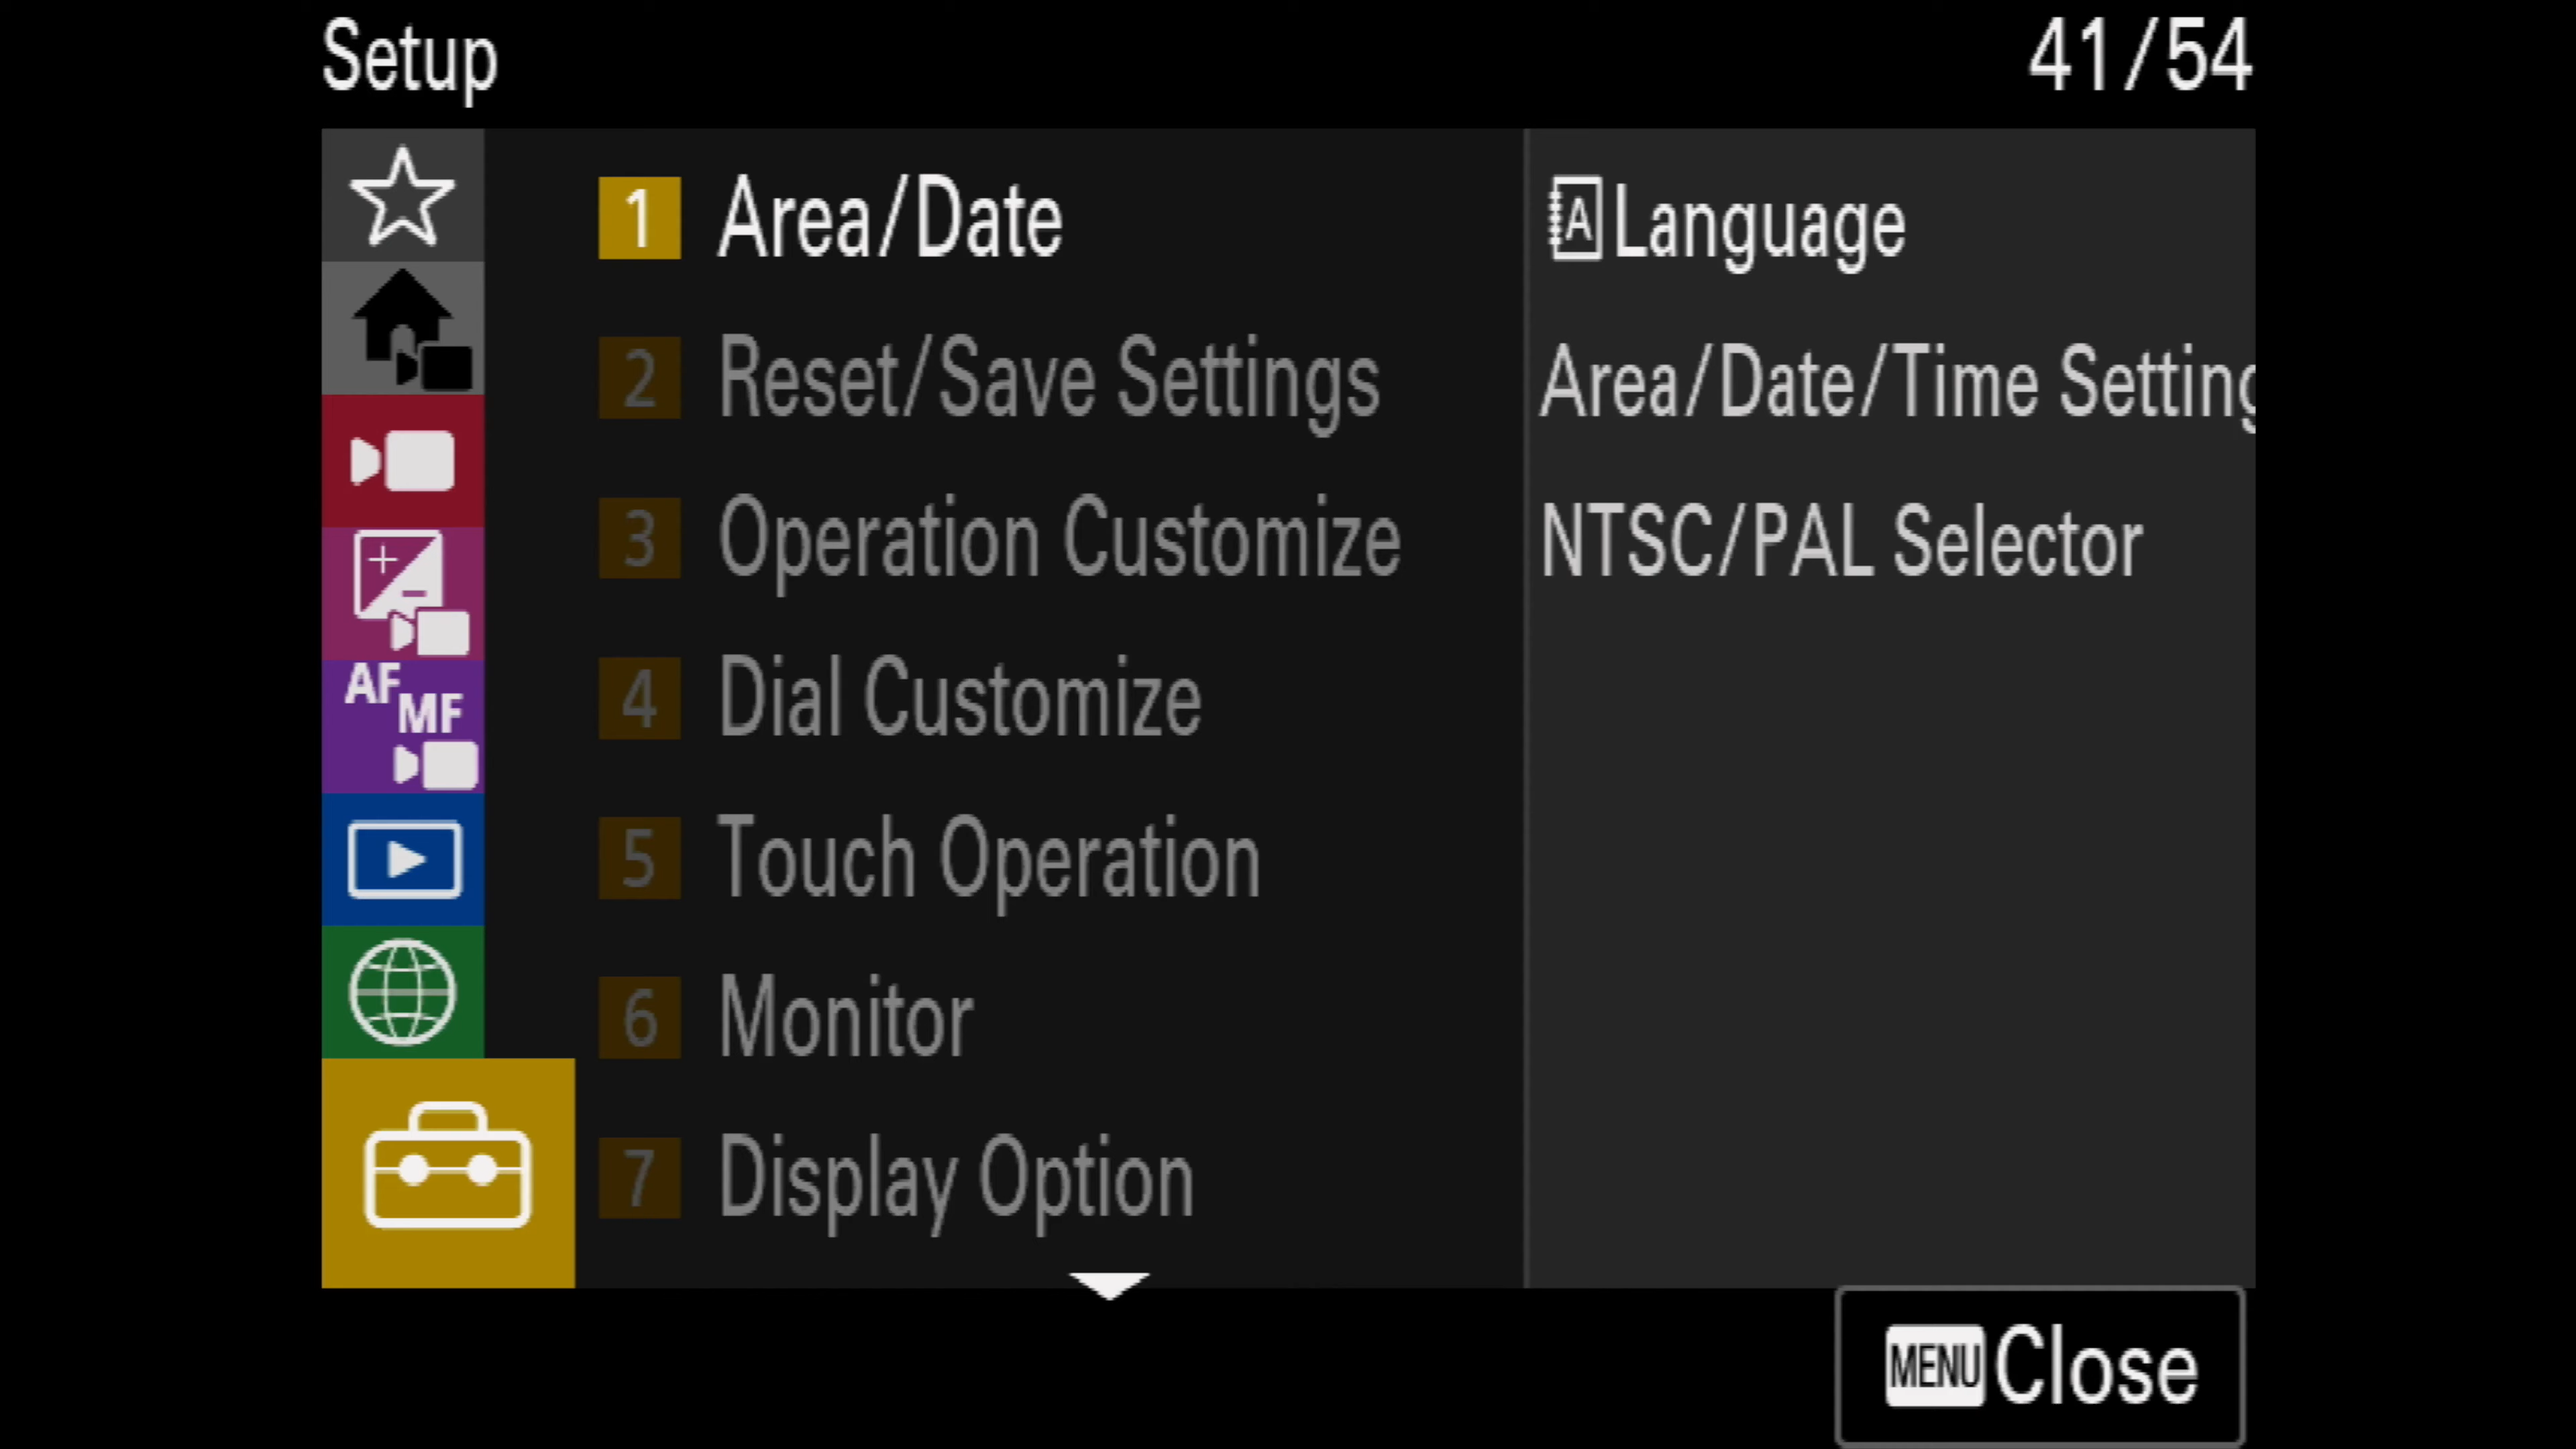 Setup 41/54
1 Area/Date
2 Reset/Save Settings
3 Operation Customize
4 Dial Customize
5 Touch Operation
6 Monitor
7 Display Option
A Language
Area/Date/Time Setting
NTSC/PAL Selector
+ -
AF MF
MENU Close